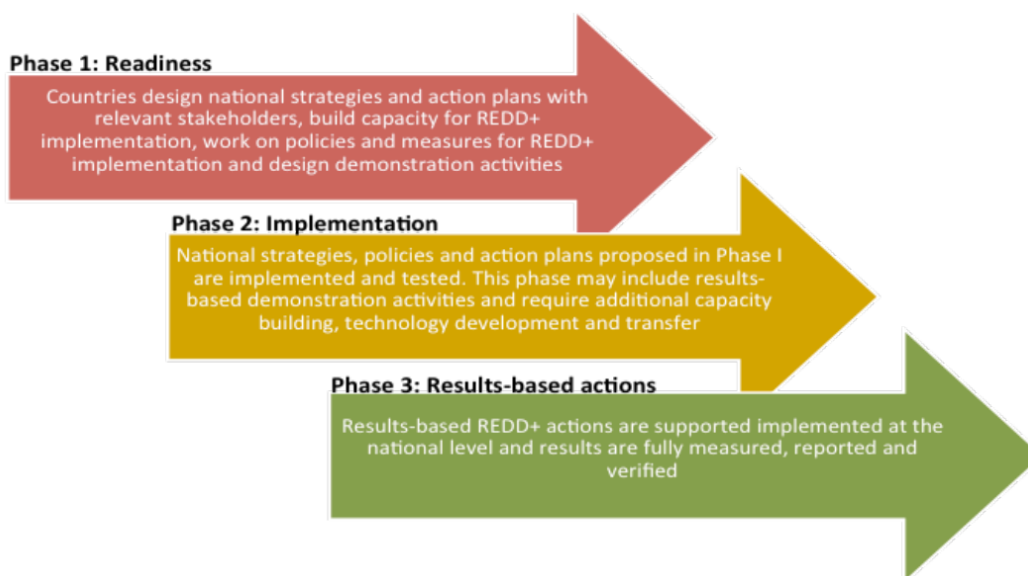 Phase 1: Readiness
Countries design national strategies and action plans with
relevant stakeholders, build capacity for REDD+
implementation, work on policies and measures for REDD+
implementation and design demonstration activities
Phase 2: Implementation
National strategies, policies and action plans proposed in Phase I
are implemented and tested. This phase may include results-
based demonstration activities and require additional capacity
building, technology development and transfer
Phase 3: Results-based actions
Results-based REDD+ actions are supported implemented at the
national level and results are fully measured, reported and
verified